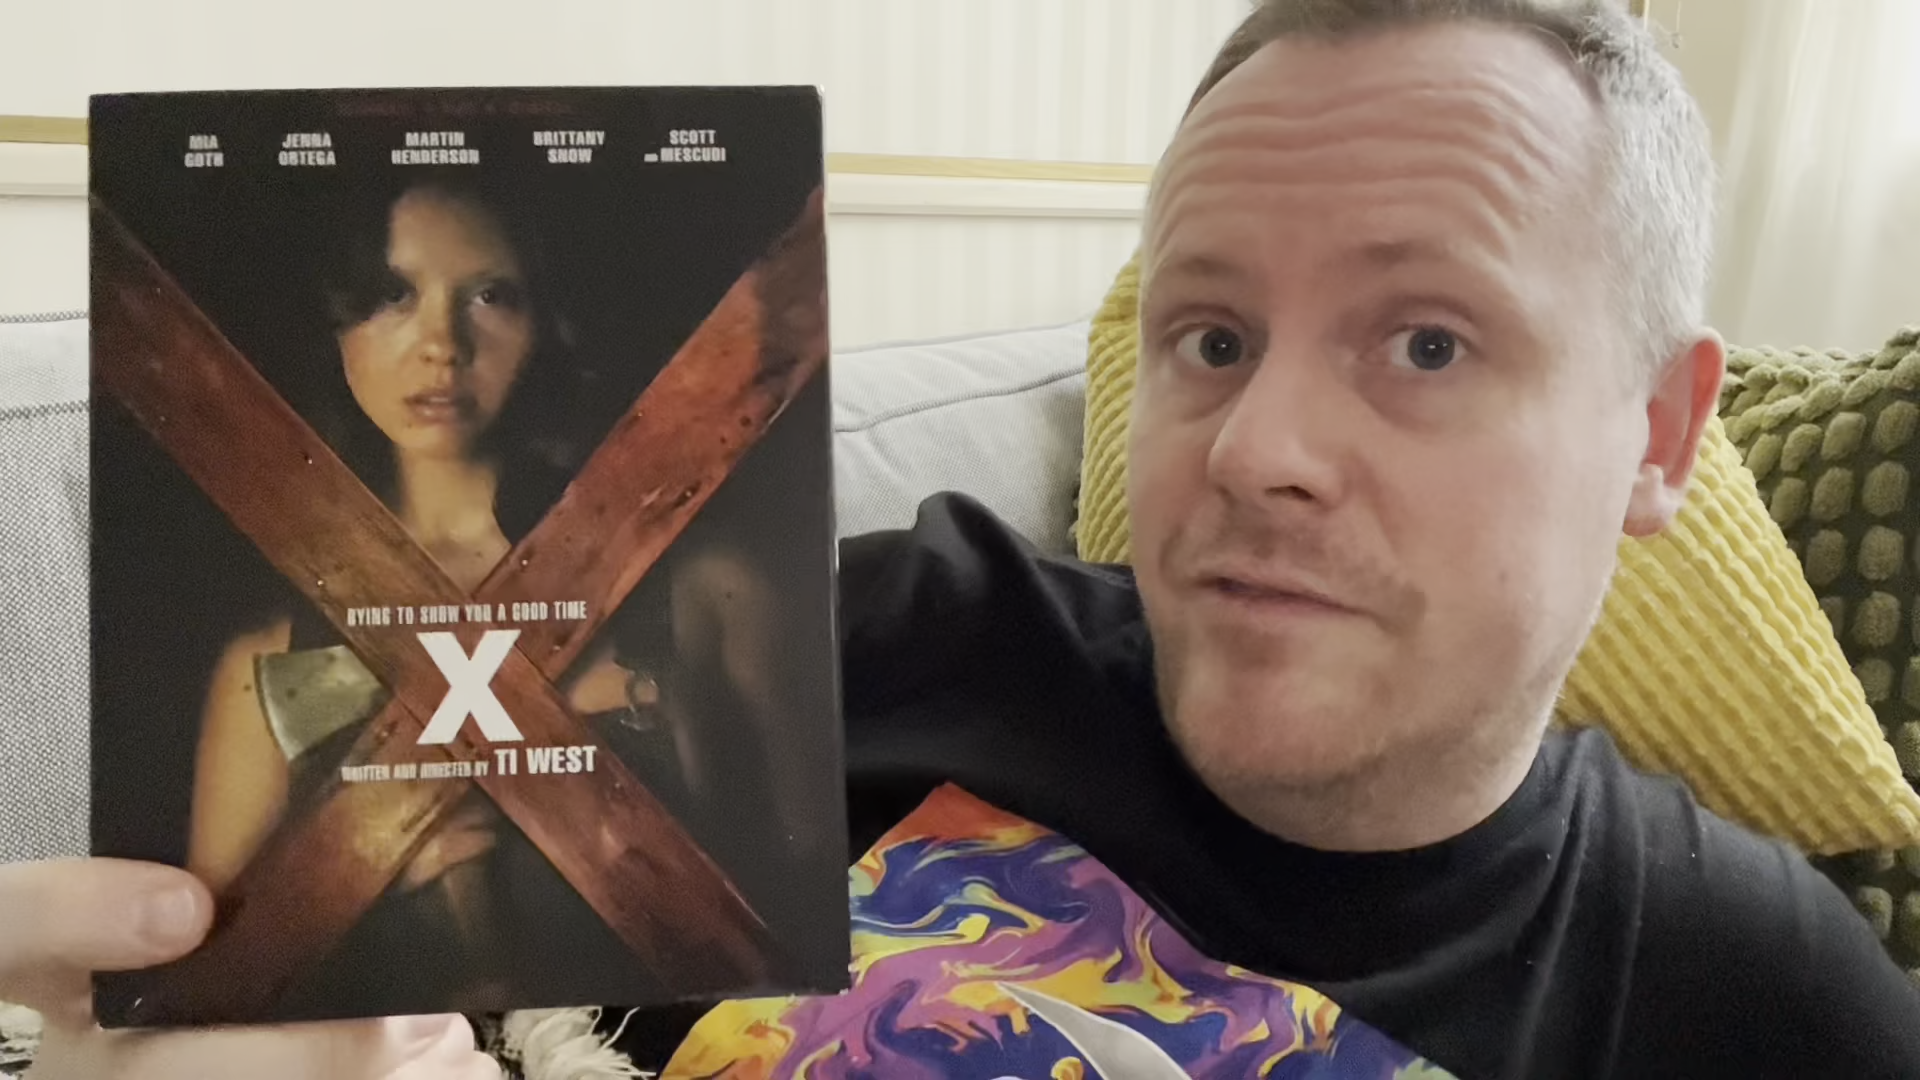 MIA GOTH
JENNA ORTEGA
MARTIN HENDERSON
BRITTANY SNOW
AND SCOTT MESCUDI
DYING TO SHOW YOU A GOOD TIME
X
WRITTEN AND DIRECTED BY TI WEST